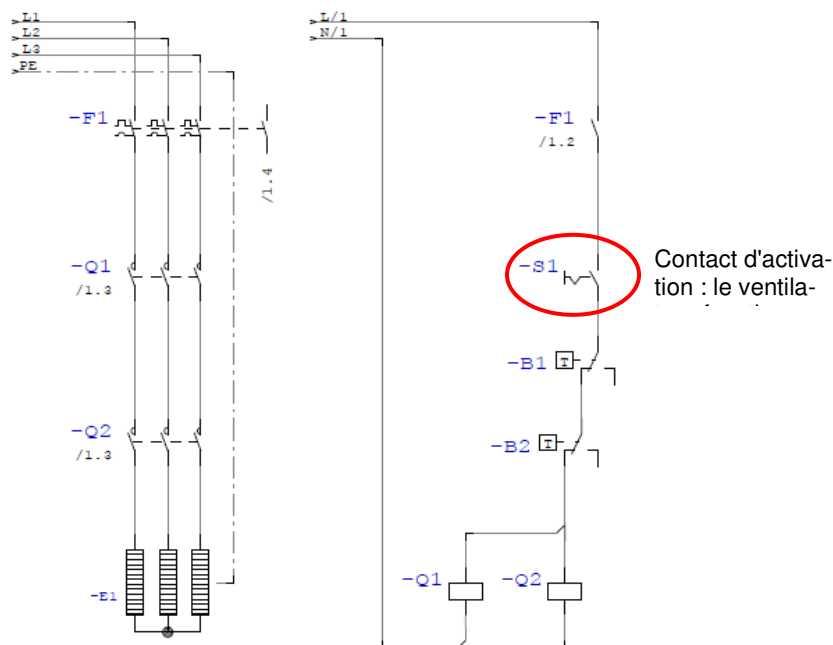 L1
L2
L3
PE
-F1
/1.4
-Q1
/1.3
-Q2
/1.3
-E1
L/1
N/1
-F1
/1.2
-S1
Contact d'activa-
tion : le ventila-
-B1
T
-B2
T
-Q1
-Q2